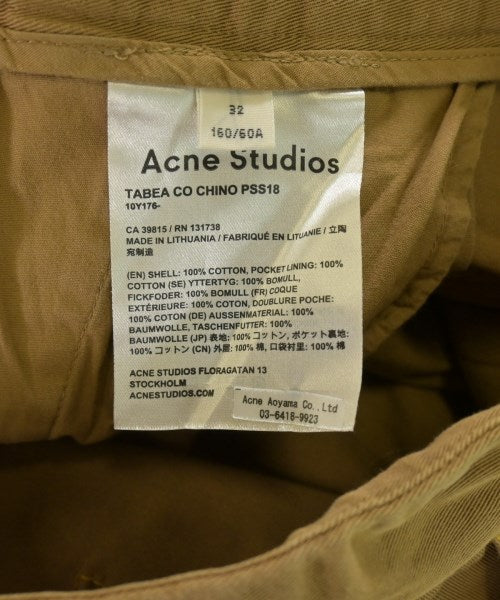 32
160/60A
Acne Studios
TABEA CO CHINO PSS18
10Y176-
CA 39815 / RN 131738
MADE IN LITHUANIA / FABRIQUÉ EN LITUANIE / 立陶
宛制造
(EN) SHELL: 100% COTTON, POCKET LINING: 100%
COTTON (SE) YTTERTYG: 100% BOMULL,
FICKFODER: 100% BOMULL (FR) COQUE
EXTÉRIEURE: 100% COTON, DOUBLURE POCHE:
100% COTON (DE) AUSSENMATERIAL: 100%
BAUMWOLLE, TASCHENFUTTER: 100%
BAUMWOLLE (JP) 表地: 100% コットン, ポケット裏地:
100% コットン (CN) 外层: 100% 棉, 口袋衬里: 100% 棉
ACNE STUDIOS FLORAGATAN 13
STOCKHOLM
ACNESTUDIOS.COM
Acne Aoyama Co.,Ltd
03-6418-9923